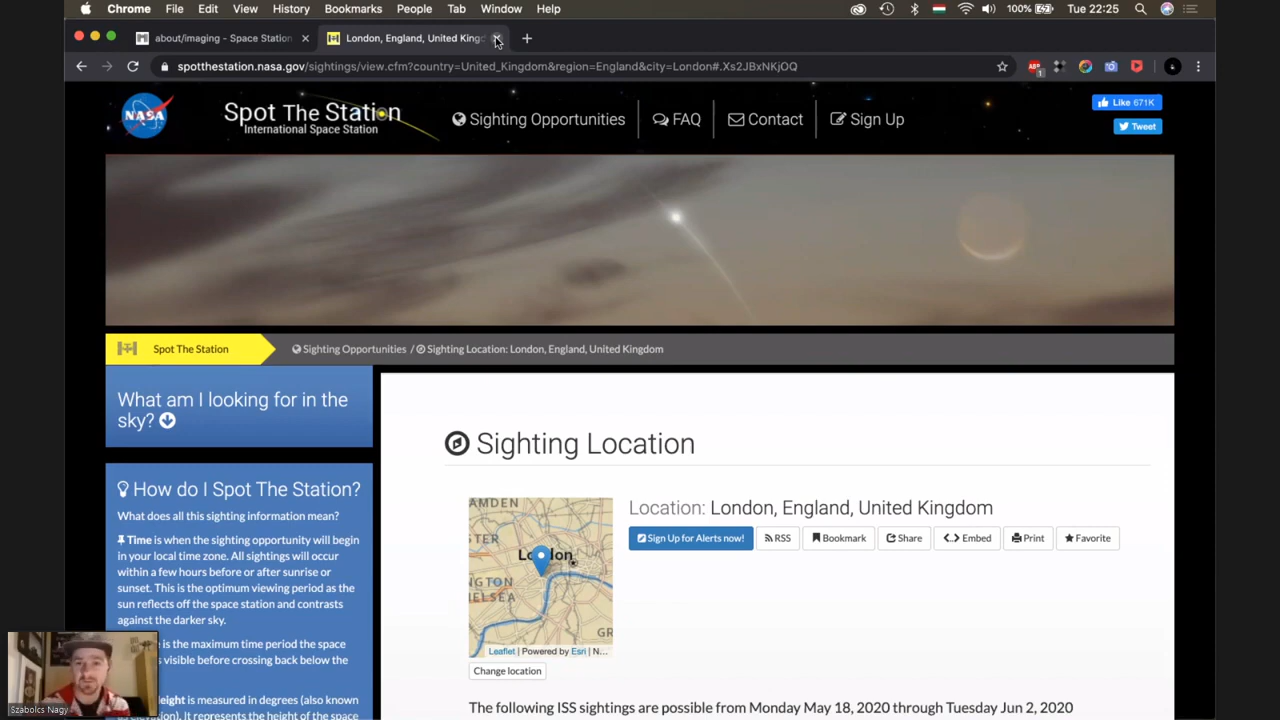 Chrome File Edit View History Bookmarks People Tab Window Help 100% Tue 22:25
about/imaging - Space Station London, England, United King
spotthestation.nasa.gov/sightings/view.cfm?country=United_Kingdom&region=England&city=London#.Xs2JBxNKjOQ ABP 1
NASA
Spot The Station
International Space Station
Sighting Opportunities FAQ Contact Sign Up
Like 671K
Tweet
Spot The Station Sighting Opportunities / Sighting Location: London, England, United Kingdom
What am I looking for in the
sky?
How do I Spot The Station?
What does all this sighting information mean?
Time is when the sighting opportunity will begin
in your local time zone. All sightings will occur
within a few hours before or after sunrise or
sunset. This is the optimum viewing period as the
sun reflects off the space station and contrasts
against the darker sky.
is the maximum time period the space
visible before crossing back below the
eight is measured in degrees (also known
as elevation). It represents the height of the space
Szabolcs Nagy
Sighting Location
AMDEN
STER
London
NGTON
HELSEA
GR
Leaflet | Powered by Esri | N...
Change location
Location: London, England, United Kingdom
Sign Up for Alerts now! RSS Bookmark Share Embed Print Favorite
The following ISS sightings are possible from Monday May 18, 2020 through Tuesday Jun 2, 2020